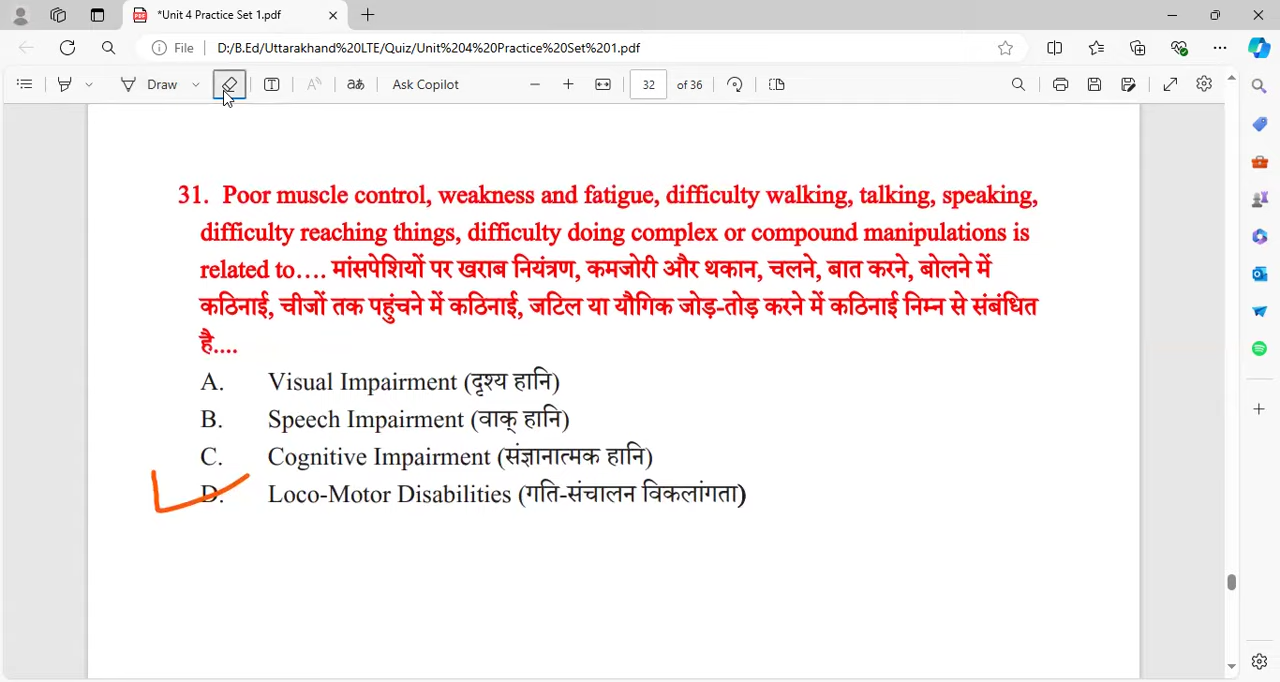 *Unit 4 Practice Set 1.pdf
File D:/B.Ed/Uttarakhand%20LTE/Quiz/Unit%204%20Practice%20Set%201.pdf
Draw T aあ Ask Copilot 32 of 36
31. Poor muscle control, weakness and fatigue, difficulty walking, talking, speaking,
difficulty reaching things, difficulty doing complex or compound manipulations is
related to…. मांसपेशियों पर खराब नियंत्रण, कमजोरी और थकान, चलने, बात करने, बोलने में
कठिनाई, चीजों तक पहुंचने में कठिनाई, जटिल या यौगिक जोड़-तोड़ करने में कठिनाई निम्न से संबंधित
है....
A. Visual Impairment (दृश्य हानि)
B. Speech Impairment (वाक् हानि)
C. Cognitive Impairment (संज्ञानात्मक हानि)
D. Loco-Motor Disabilities (गति-संचालन विकलांगता)